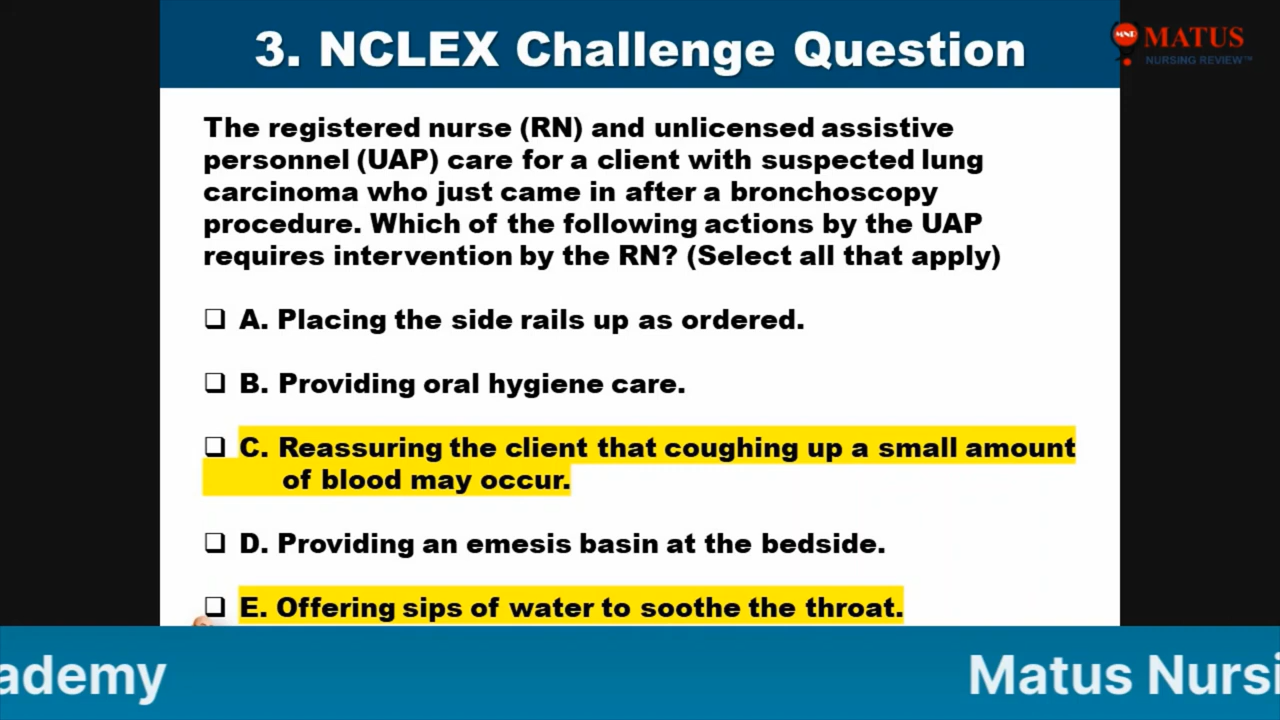 3. NCLEX Challenge Question
MNR
MATUS
NURSING REVIEW™
The registered nurse (RN) and unlicensed assistive
personnel (UAP) care for a client with suspected lung
carcinoma who just came in after a bronchoscopy
procedure. Which of the following actions by the UAP
requires intervention by the RN? (Select all that apply)
A. Placing the side rails up as ordered.
B. Providing oral hygiene care.
C. Reassuring the client that coughing up a small amount
of blood may occur.
D. Providing an emesis basin at the bedside.
E. Offering sips of water to soothe the throat.
ademy
Matus Nursi